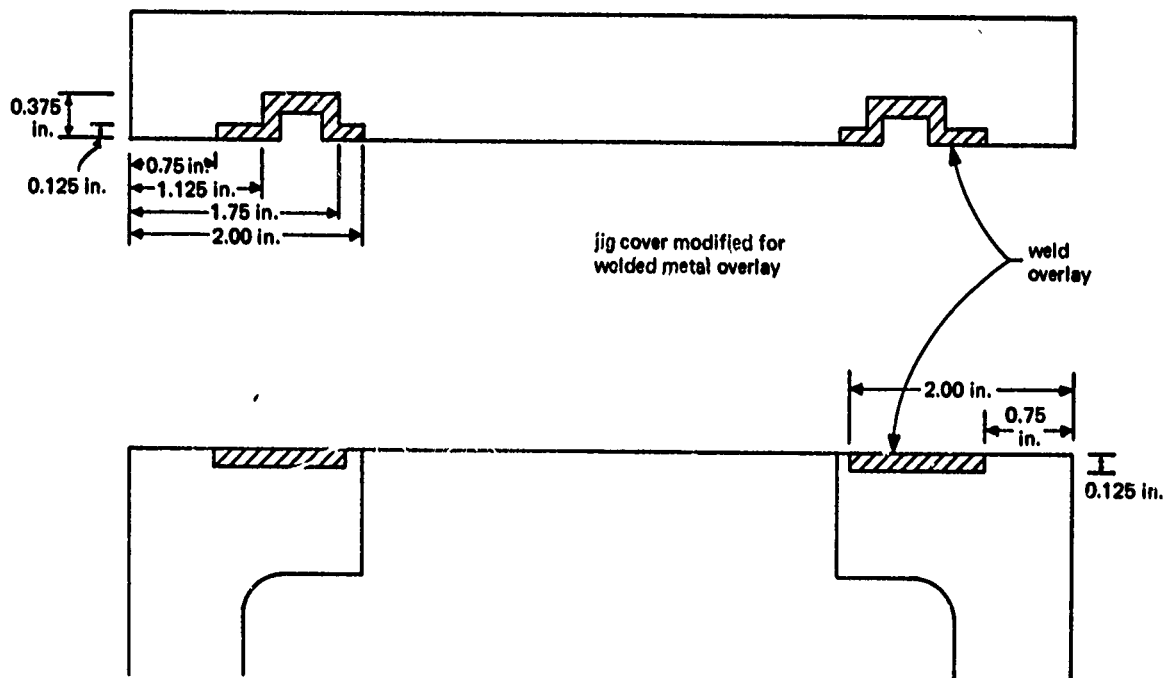 0.375
in.
0.125 in.
0.75 in.
1.125 in.
1.75 in.
2.00 in.
jig cover modified for
wolded metal overlay
weld
overlay
2.00 in.
0.75
in.
0.125 in.